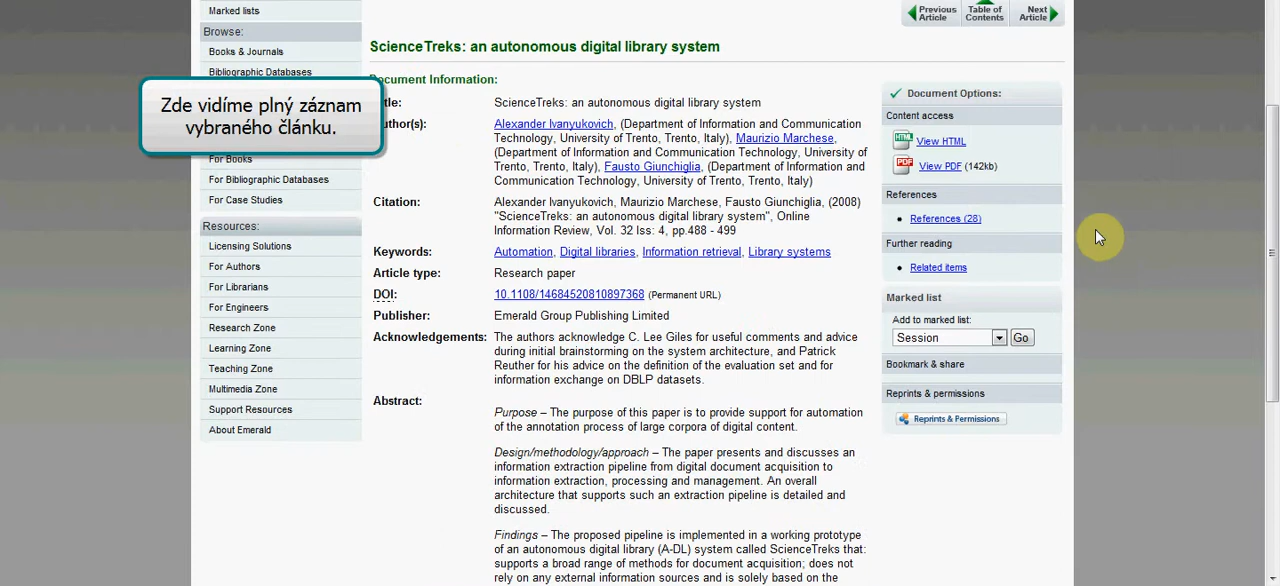 Marked lists
Browse:
Books & Journals
Bibliographic Databases
Zde vidíme plný záznam
vybraného článku.
For Books
For Bibliographic Databases
For Case Studies
Resources:
Licensing Solutions
For Authors
For Librarians
For Engineers
Research Zone
Learning Zone
Teaching Zone
Multimedia Zone
Support Resources
About Emerald
Previous Article
Table of Contents
Next Article
ScienceTreks: an autonomous digital library system
Document Information:
ScienceTreks: an autonomous digital library system
Alexander Ivanyukovich, (Department of Information and Communication
Technology, University of Trento, Trento, Italy), Maurizio Marchese,
(Department of Information and Communication Technology, University of
Trento, Trento, Italy), Fausto Giunchiglia, (Department of Information and
Communication Technology, University of Trento, Trento, Italy)
Citation: Alexander Ivanyukovich, Maurizio Marchese, Fausto Giunchiglia, (2008)
"ScienceTreks: an autonomous digital library system", Online
Information Review, Vol. 32 Iss: 4, pp.488 - 499
Keywords: Automation, Digital libraries, Information retrieval, Library systems
Article type: Research paper
DOI: 10.1108/14684520810897368 (Permanent URL)
Publisher: Emerald Group Publishing Limited
Acknowledgements: The authors acknowledge C. Lee Giles for useful comments and advice
during initial brainstorming on the system architecture, and Patrick
Reuther for his advice on the definition of the evaluation set and for
information exchange on DBLP datasets.
Abstract:
Purpose – The purpose of this paper is to provide support for automation
of the annotation process of large corpora of digital content.
Design/methodology/approach – The paper presents and discusses an
information extraction pipeline from digital document acquisition to
information extraction, processing and management. An overall
architecture that supports such an extraction pipeline is detailed and
discussed.
Findings – The proposed pipeline is implemented in a working prototype
of an autonomous digital library (A-DL) system called ScienceTreks that:
supports a broad range of methods for document acquisition; does not
rely on any external information sources and is solely based on the
Document Options:
Content access
HTML View HTML
PDF View PDF (142kb)
References
References (28)
Further reading
Related items
Marked list
Add to marked list:
Session Go
Bookmark & share
Reprints & permissions
Reprints & Permissions